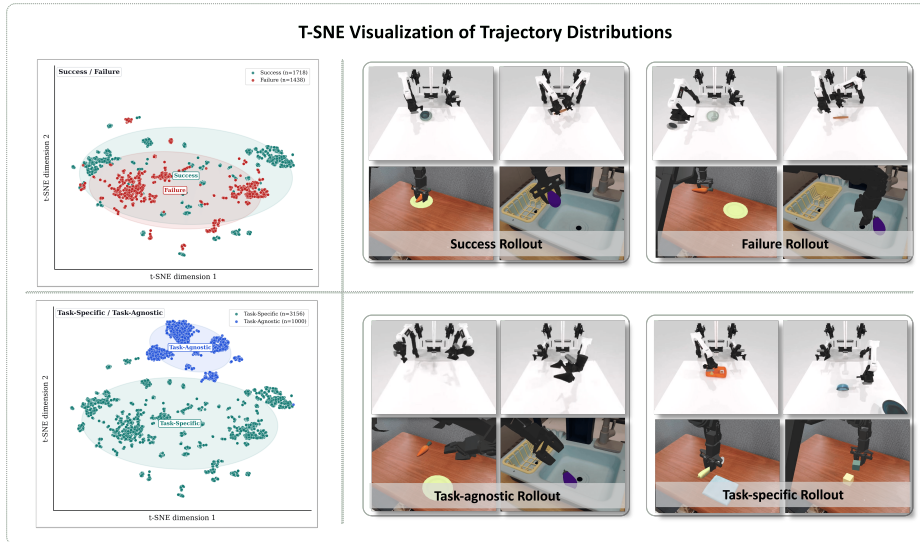 T-SNE Visualization of Trajectory Distributions
Success / Failure
Success (n=1718)
Failure (n=1438)
Success
Failure
t-SNE dimension 2
t-SNE dimension 1
Success Rollout
Failure Rollout
Task-Specific / Task-Agnostic
Task-Specific (n=3156)
Task-Agnostic (n=1000)
Task-Agnostic
Task-Specific
t-SNE dimension 2
t-SNE dimension 1
Task-agnostic Rollout
Task-specific Rollout